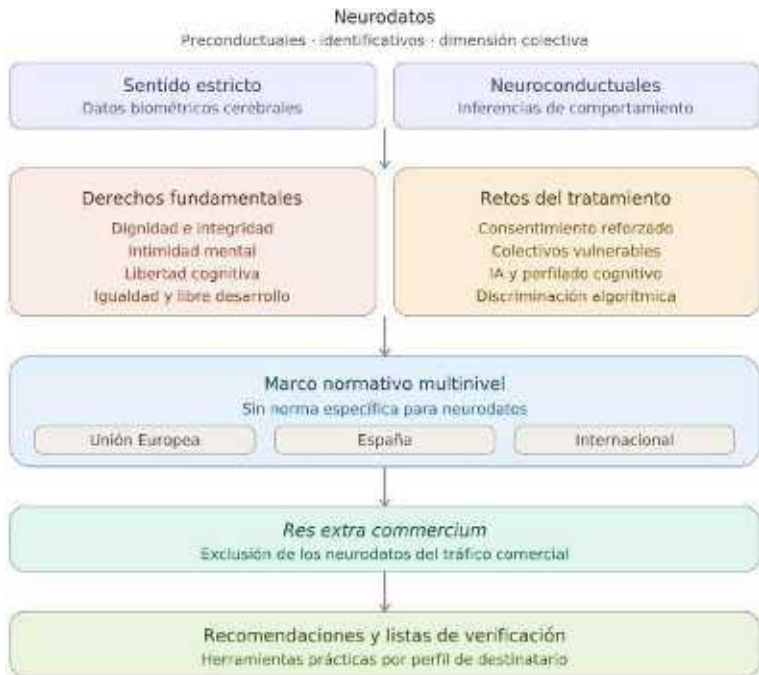 Neurodatos
Preconductuales · identificativos · dimensión colectiva
Sentido estricto
Datos biométricos cerebrales
Neuroconductuales
Inferencias de comportamiento
Derechos fundamentales
Dignidad e integridad
Intimidad mental
Libertad cognitiva
Igualdad y libre desarrollo
Retos del tratamiento
Consentimiento reforzado
Colectivos vulnerables
IA y perfilado cognitivo
Discriminación algorítmica
Marco normativo multinivel
Sin norma específica para neurodatos
Unión Europea
España
Internacional
Res extra commercium
Exclusión de los neurodatos del tráfico comercial
Recomendaciones y listas de verificación
Herramientas prácticas por perfil de destinatario